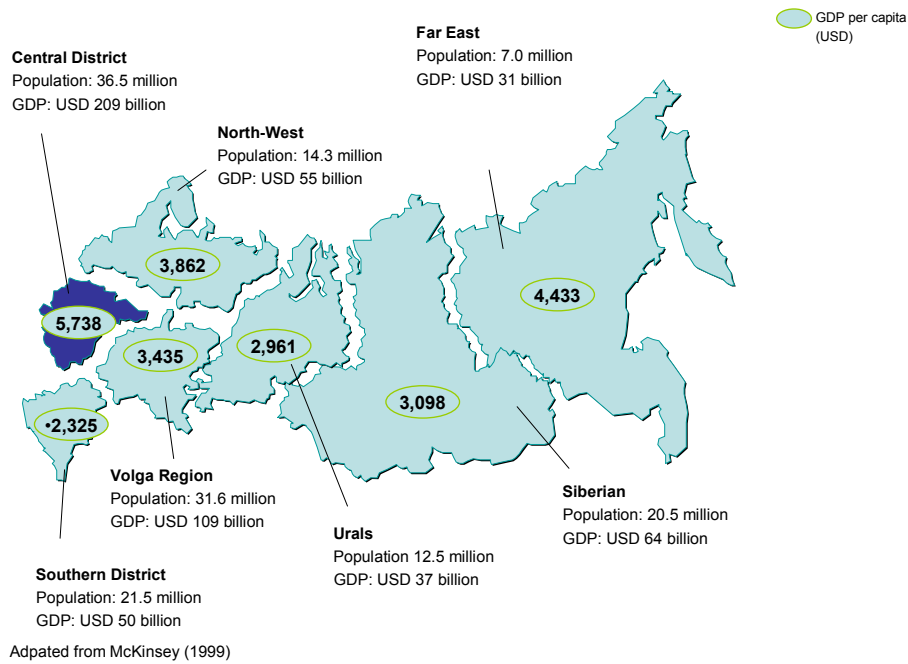 GDP per capita
(USD)
Far East
Population: 7.0 million
GDP: USD 31 billion
Central District
Population: 36.5 million
GDP: USD 209 billion
North-West
Population: 14.3 million
GDP: USD 55 billion
3,862
4,433
5,738
3,435
2,961
3,098
•2,325
Volga Region
Population: 31.6 million
GDP: USD 109 billion
Siberian
Population: 20.5 million
GDP: USD 64 billion
Urals
Population 12.5 million
GDP: USD 37 billion
Southern District
Population: 21.5 million
GDP: USD 50 billion
Adpated from McKinsey (1999)